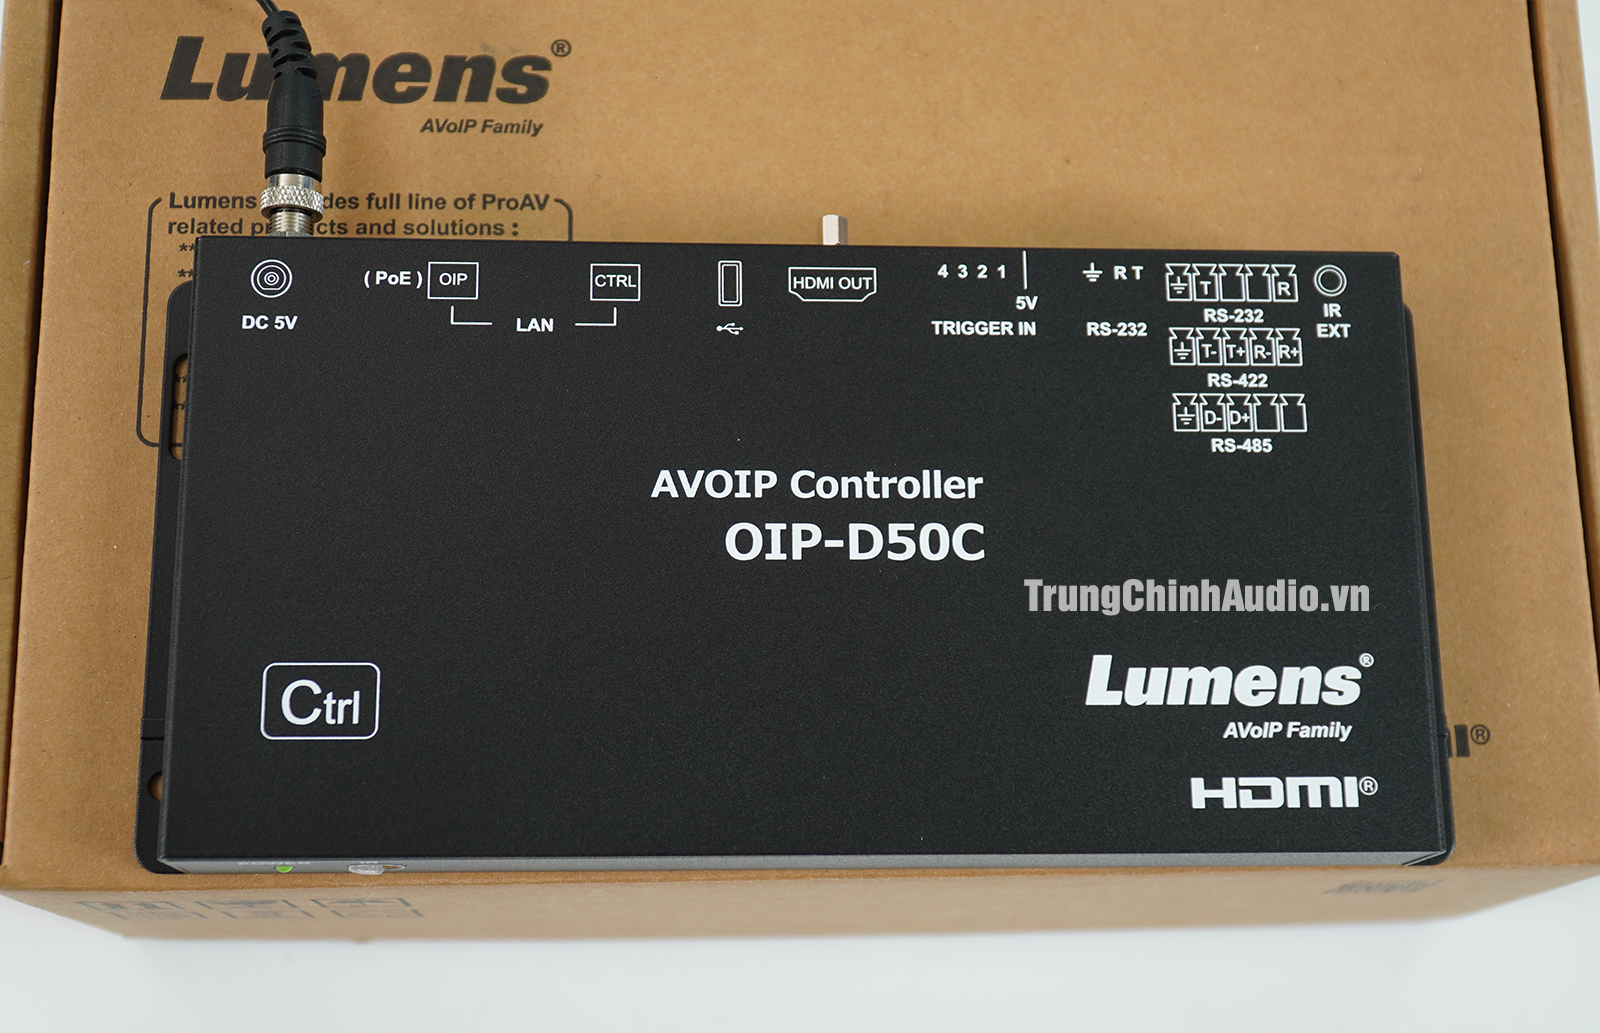 Lumens®
AVoIP Family
Lumens des full line of ProAV
related p cts and solutions :
DC 5V
( PoE ) OIP
CTRL
LAN
HDMI OUT
4 3 2 1
5V
TRIGGER IN
R T
RS-232
T R
RS-232
T- T+ R- R+
RS-422
D- D+
RS-485
IR
EXT
AVOIP Controller
OIP-D50C
TrungChinhAudio.vn
Ctrl
Lumens®
AVoIP Family
HDMI®
POWER